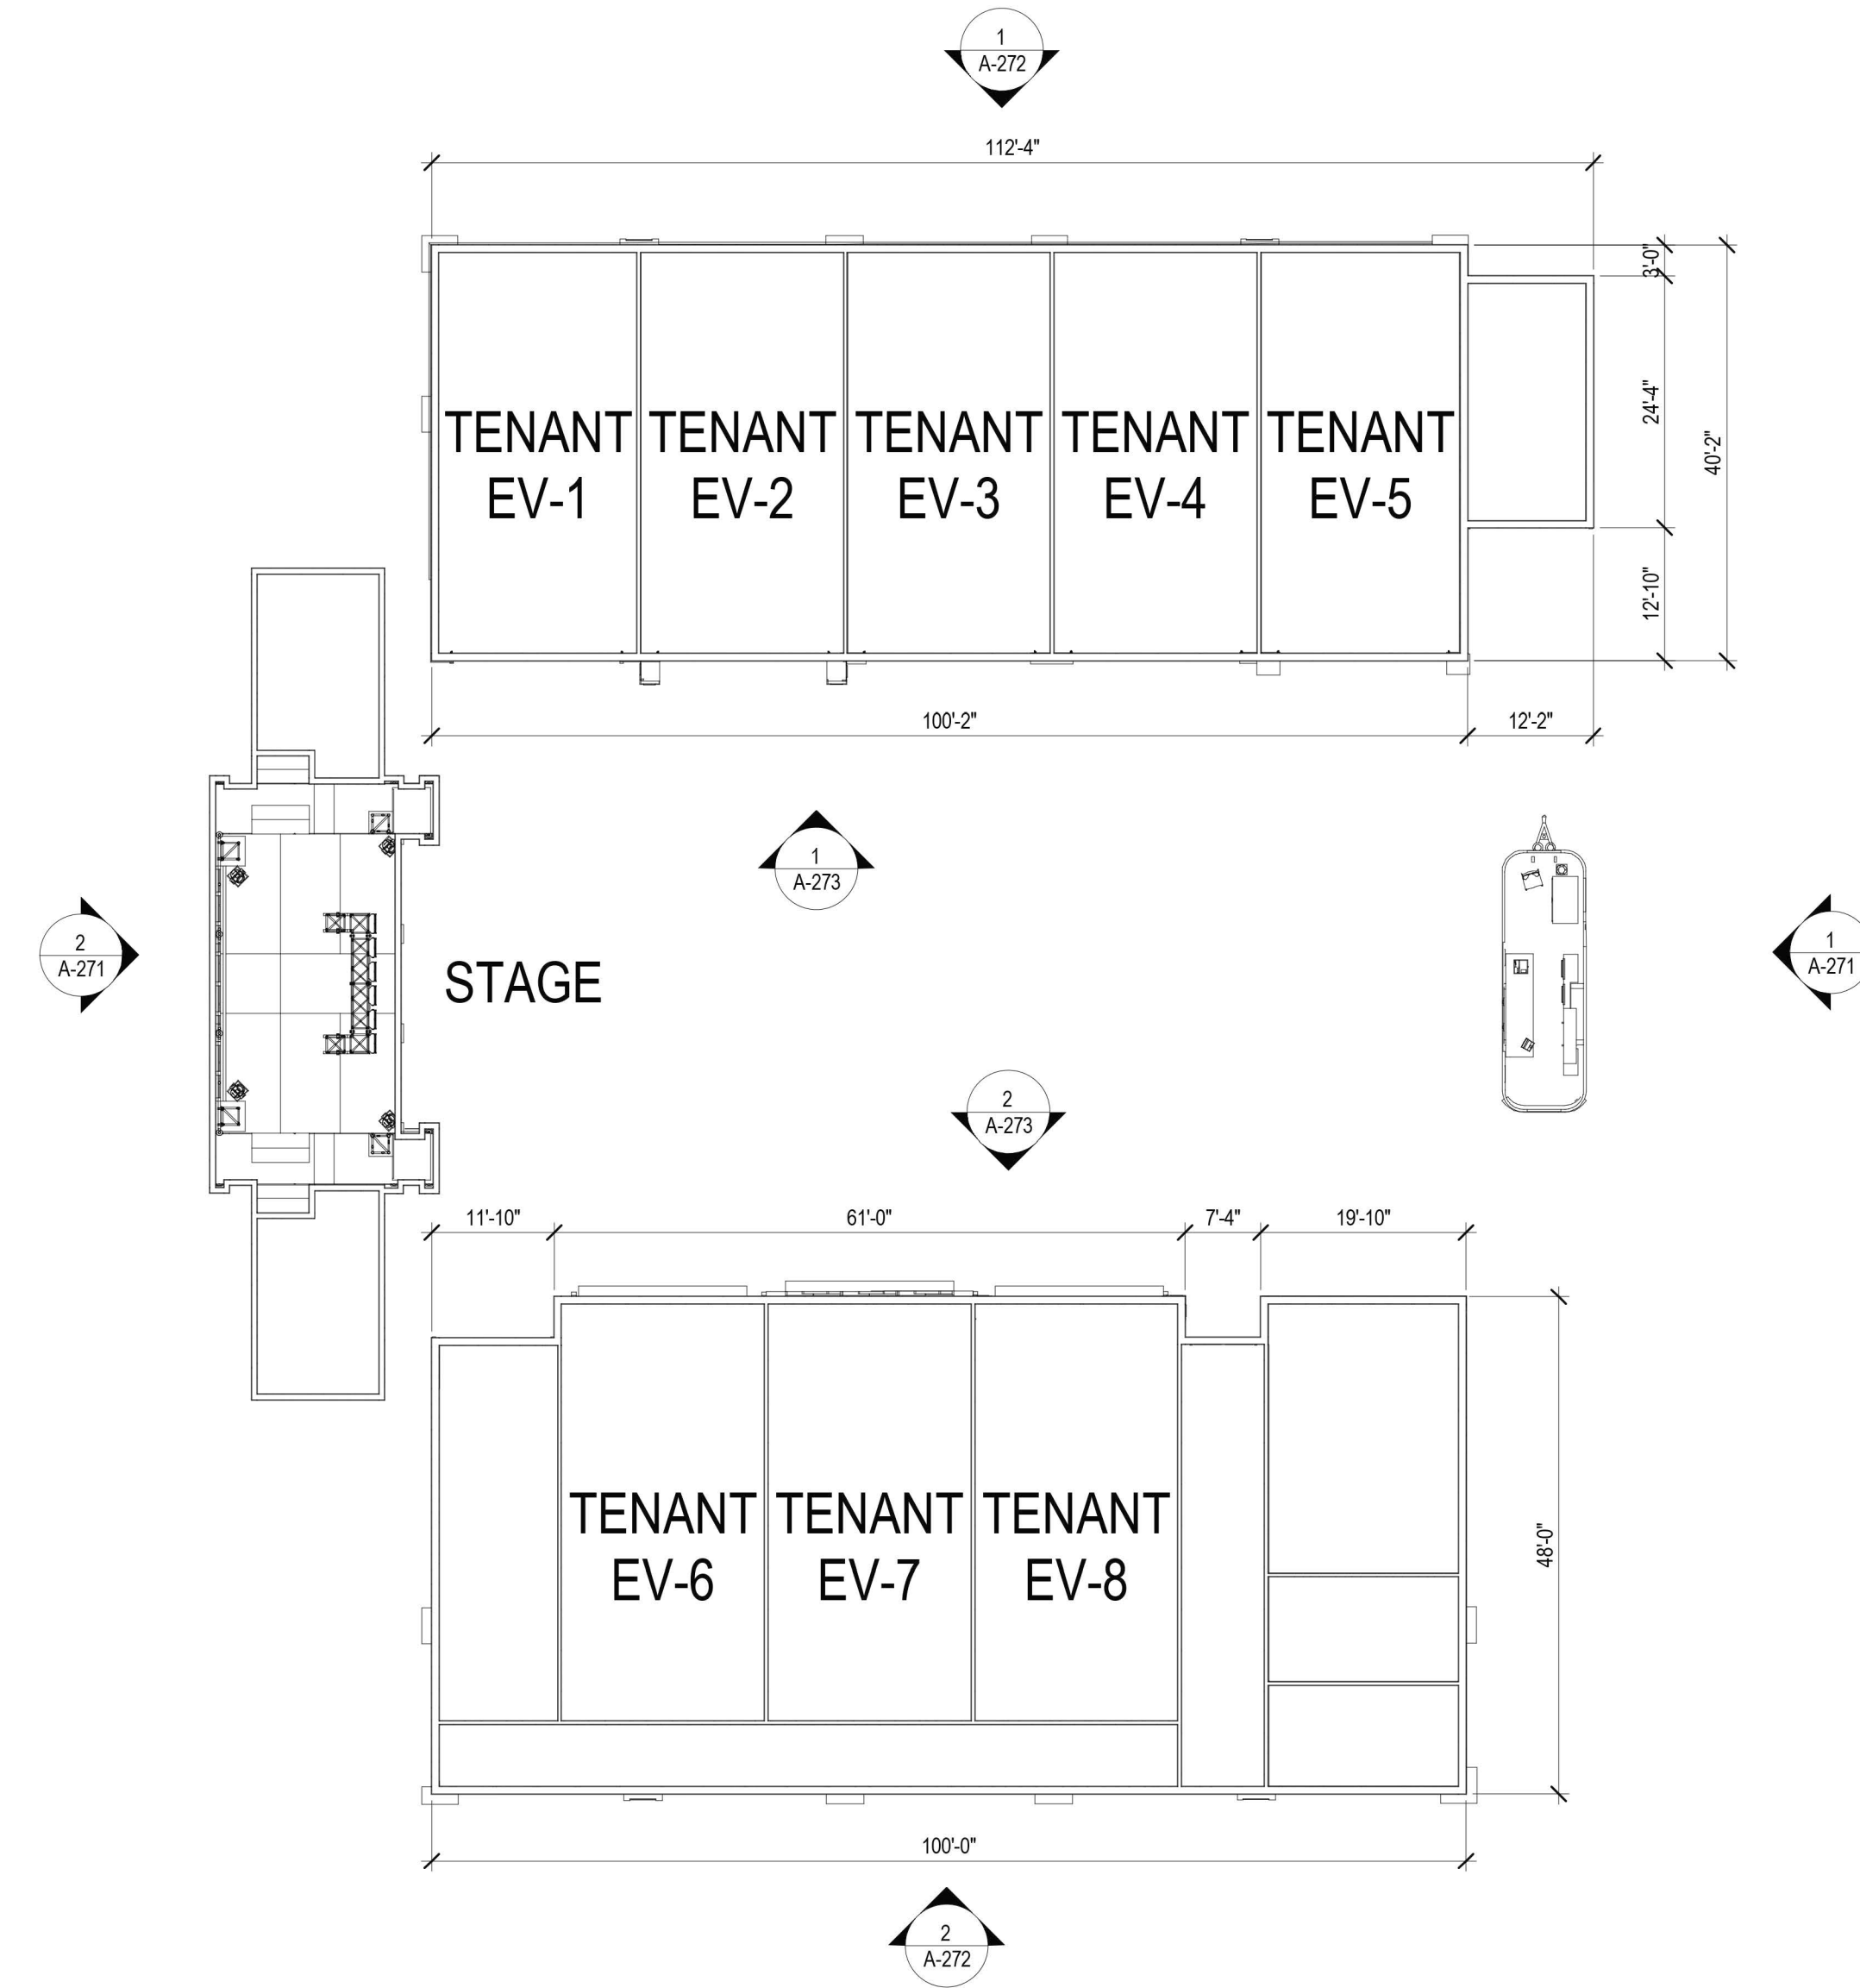 1
A-272
112'-4"
3'-0"
24'-4"
40'-2"
12'-10"
TENANT
EV-1
TENANT
EV-2
TENANT
EV-3
TENANT
EV-4
TENANT
EV-5
100'-2"
12'-2"
1
A-273
2
A-271
STAGE
1
A-271
2
A-273
11'-10"
61'-0"
7'-4"
19'-10"
TENANT
EV-6
TENANT
EV-7
TENANT
EV-8
48'-0"
100'-0"
2
A-272